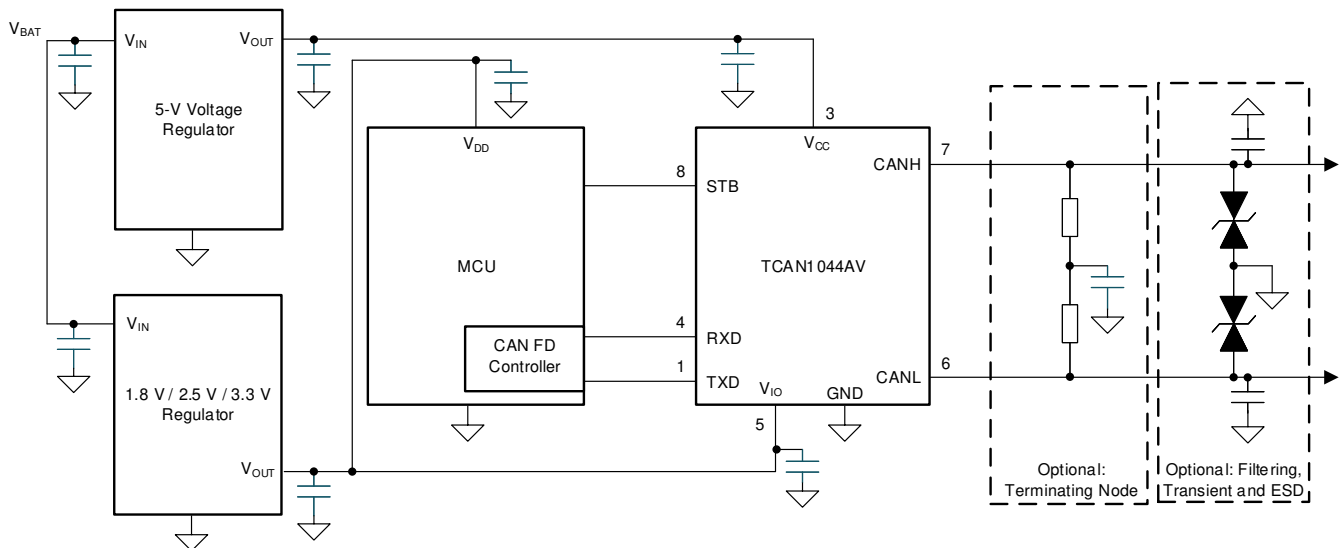 VBAT
VIN
VOUT
5-V Voltage
Regulator
VIN
1.8 V / 2.5 V / 3.3 V
Regulator
VOUT
VDD
MCU
CAN FD
Controller
8
4
1
3
VCC
STB
TCAN1044AV
RXD
TXD
VIO
5
GND
CANH
7
CANL
6
Optional:
Terminating Node
Optional: Filtering,
Transient and ESD